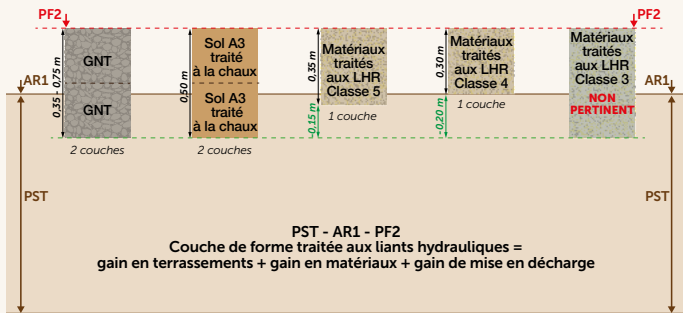 PF2
PF2
GNT
GNT
0,35 - 0,75 m
2 couches
Sol A3
traité
à la chaux
Sol A3
traité
à la chaux
0,50 m
2 couches
Matériaux
traités
aux LHR
Classe 5
0,35 m
-0,15 m
1 couche
Matériaux
traités
aux LHR
Classe 4
0,30 m
-0,20 m
1 couche
Matériaux
traités
aux LHR
Classe 3
NON
PERTINENT
AR1
AR1
PST
PST
PST - AR1 - PF2
Couche de forme traitée aux liants hydrauliques =
gain en terrassements + gain en matériaux + gain de mise en décharge